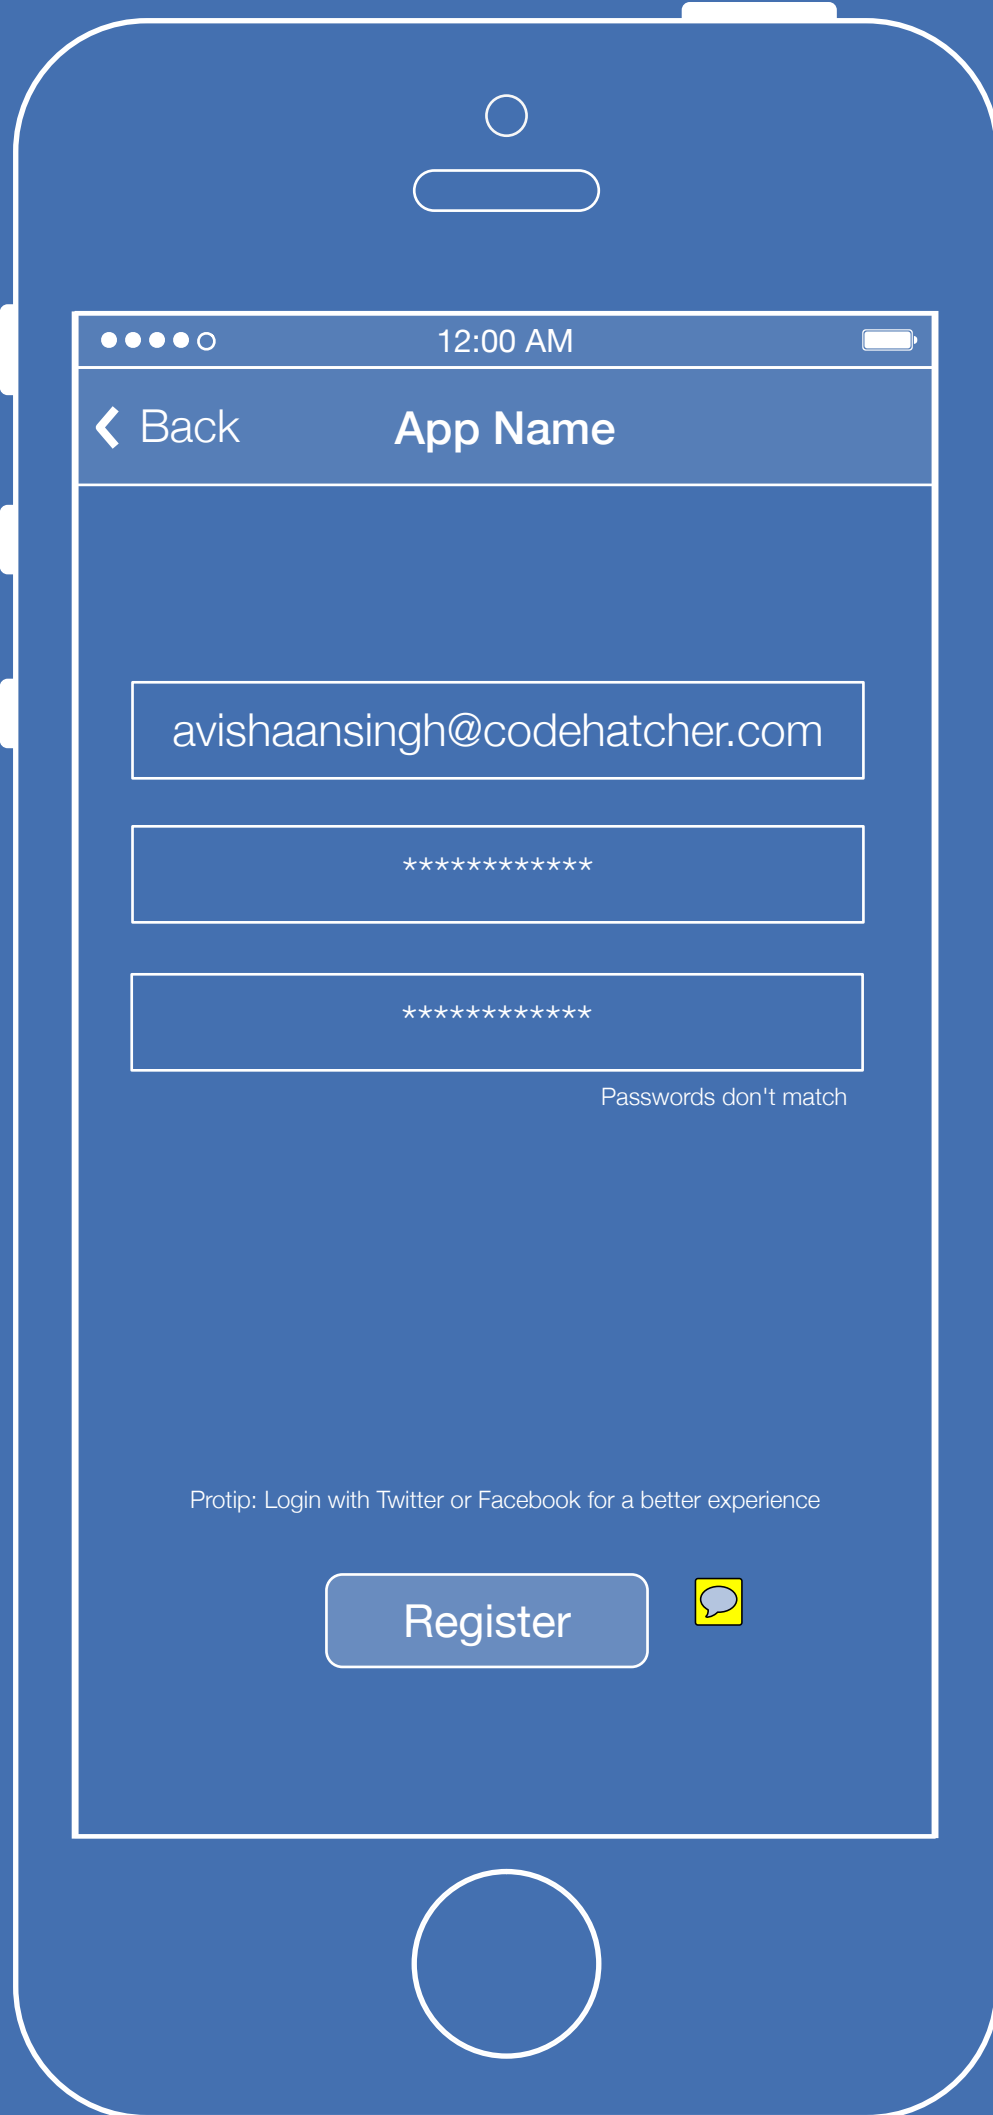 12:00 AM
Back
App Name
avishaansingh@codehatcher.com
************
************
Passwords don't match
Protip: Login with Twitter or Facebook for a better experience
Register